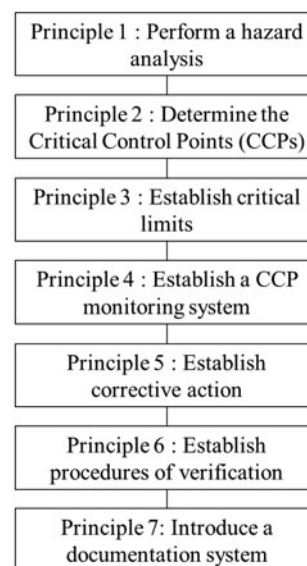 Principle 1 : Perform a hazard
analysis
Principle 2 : Determine the
Critical Control Points (CCPs)
Principle 3 : Establish critical
limits
Principle 4 : Establish a CCP
monitoring system
Principle 5 : Establish
corrective action
Principle 6 : Establish
procedures of verification
Principle 7: Introduce a
documentation system